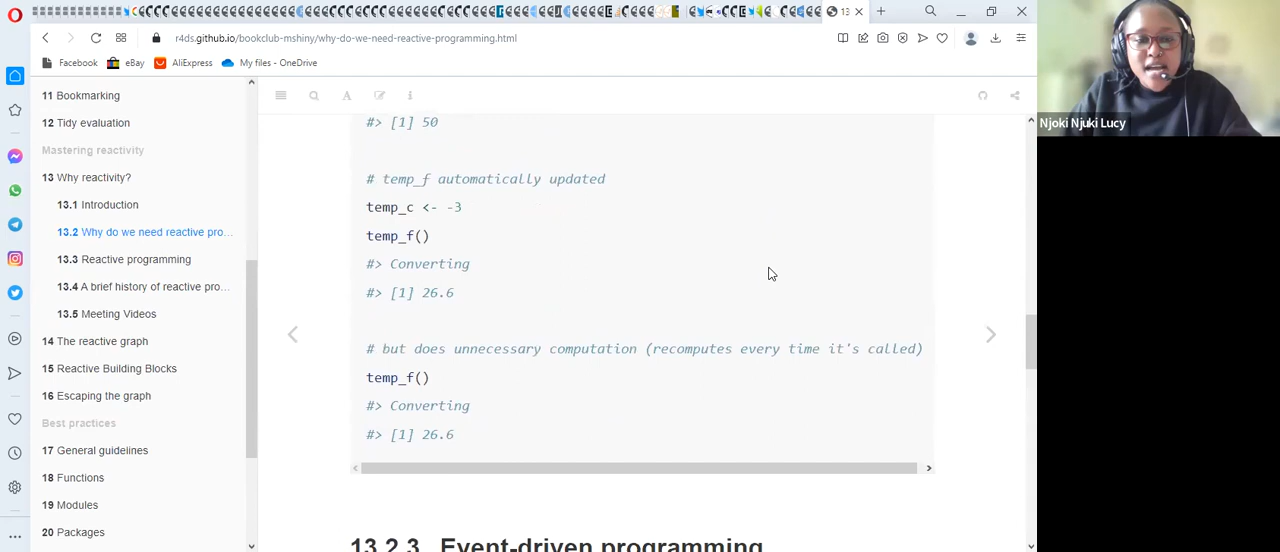 13
r4ds.github.io/bookclub-mshiny/why-do-we-need-reactive-programming.html
Facebook
eBay
AliExpress
My files - OneDrive
11 Bookmarking
12 Tidy evaluation
Mastering reactivity
13 Why reactivity?
13.1 Introduction
13.2 Why do we need reactive pro...
13.3 Reactive programming
13.4 A brief history of reactive pro...
13.5 Meeting Videos
14 The reactive graph
15 Reactive Building Blocks
16 Escaping the graph
Best practices
17 General guidelines
18 Functions
19 Modules
20 Packages
#> [1] 50
# temp_f automatically updated
temp_c <- -3
temp_f()
#> Converting
#> [1] 26.6
# but does unnecessary computation (recomputes every time it's called)
temp_f()
#> Converting
#> [1] 26.6
13.2.3 Event-driven programming
Njoki Njuki Lucy